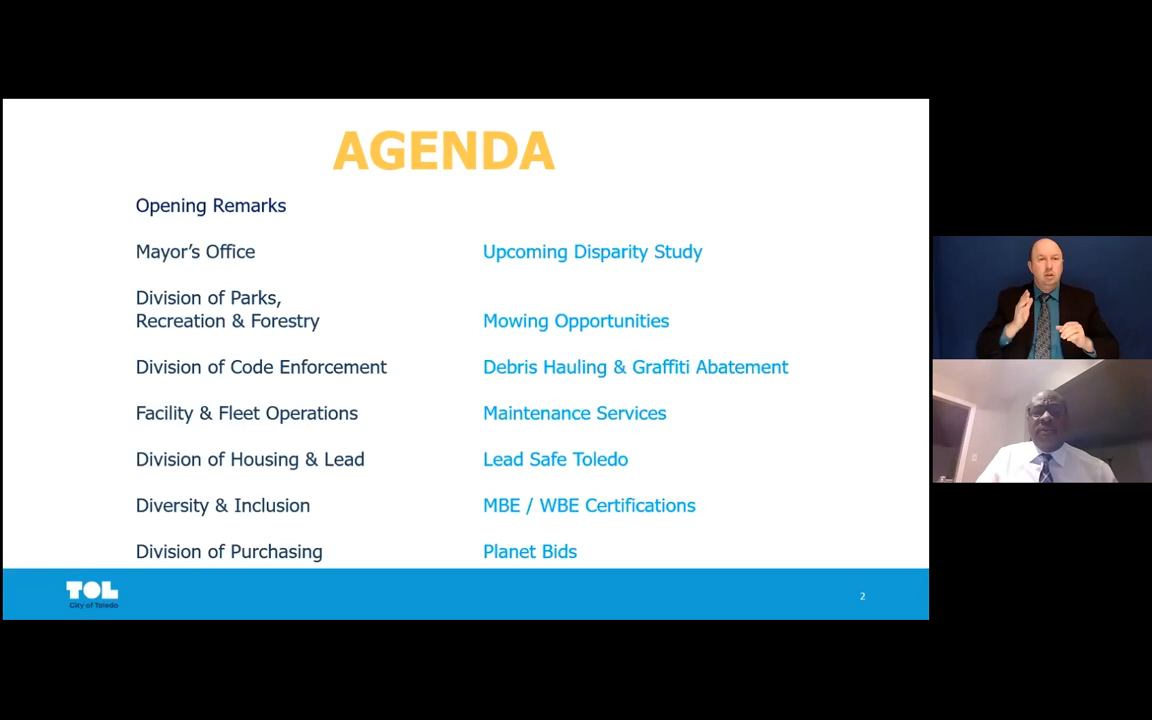 AGENDA
Opening Remarks
Mayor's Office
Upcoming Disparity Study
Division of Parks,
Recreation & Forestry
Mowing Opportunities
Division of Code Enforcement
Debris Hauling & Graffiti Abatement
Facility & Fleet Operations
Maintenance Services
Division of Housing & Lead
Lead Safe Toledo
Diversity & Inclusion
MBE / WBE Certifications
Division of Purchasing
Planet Bids
TOL
City of Toledo
2